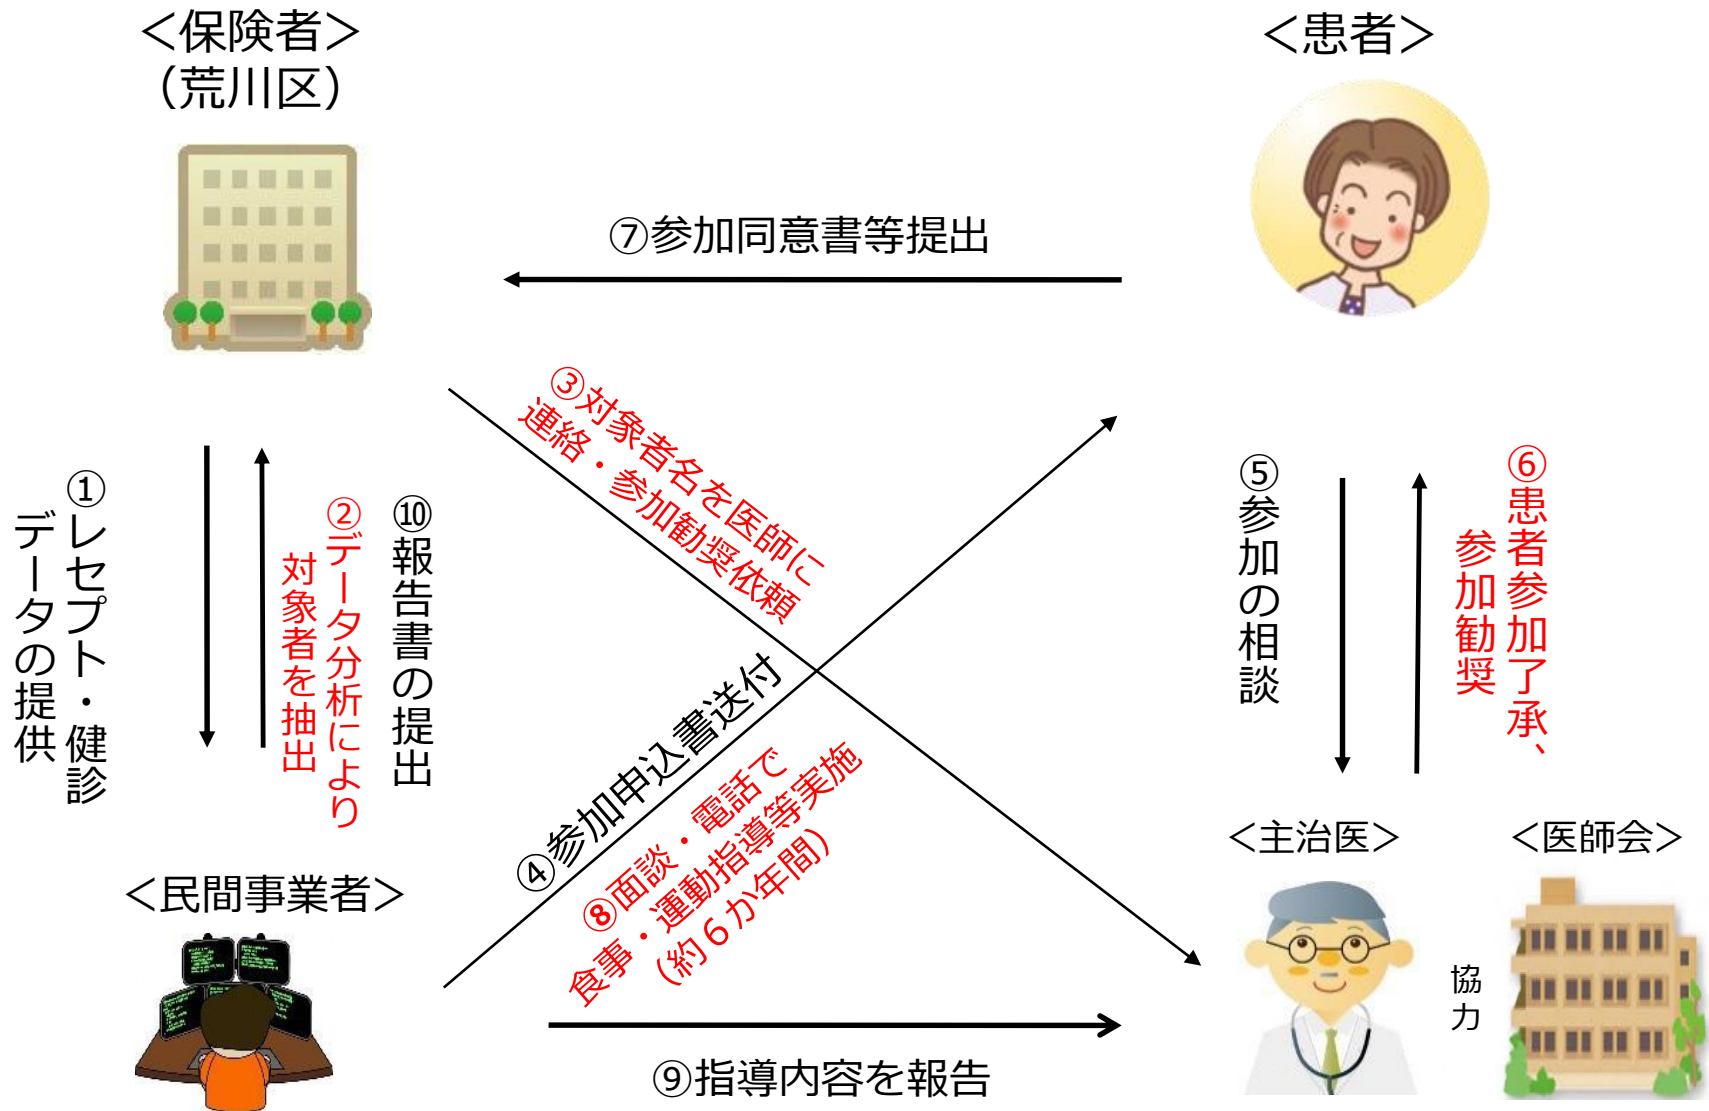 ＜保険者＞
（荒川区）
＜患者＞
⑦参加同意書等提出
③対象者名を医師に
連絡・参加勧奨依頼
①レセプト・健診
データの提供
②データ分析により
対象者を抽出
⑩報告書の提出
④参加申込書送付
⑧面談・電話で
食事・運動指導等実施
（約６か年間）
⑤参加の相談
⑥患者参加了承、
参加勧奨
＜民間事業者＞
＜主治医＞
＜医師会＞
協力
⑨指導内容を報告